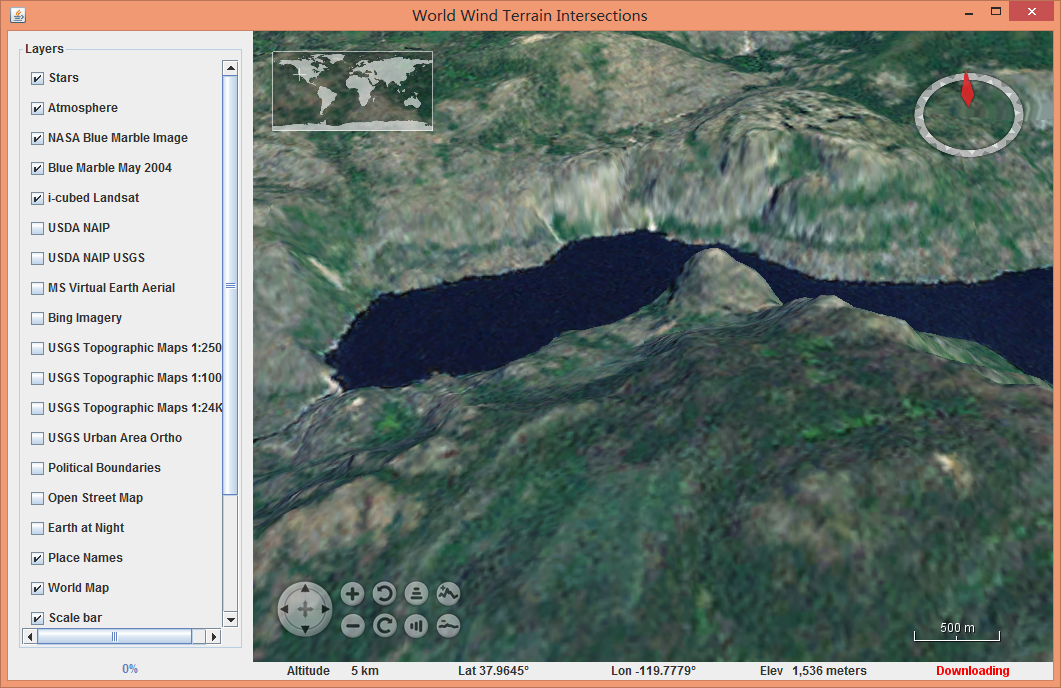 World Wind Terrain Intersections
Layers
Stars
Atmosphere
NASA Blue Marble Image
Blue Marble May 2004
i-cubed Landsat
USDA NAIP
USDA NAIP USGS
MS Virtual Earth Aerial
Bing Imagery
USGS Topographic Maps 1:250
USGS Topographic Maps 1:100
USGS Topographic Maps 1:24K
USGS Urban Area Ortho
Political Boundaries
Open Street Map
Earth at Night
Place Names
World Map
Scale bar
500 m
0%
Altitude 5 km Lat 37.9645° Lon -119.7779° Elev 1,536 meters Downloading